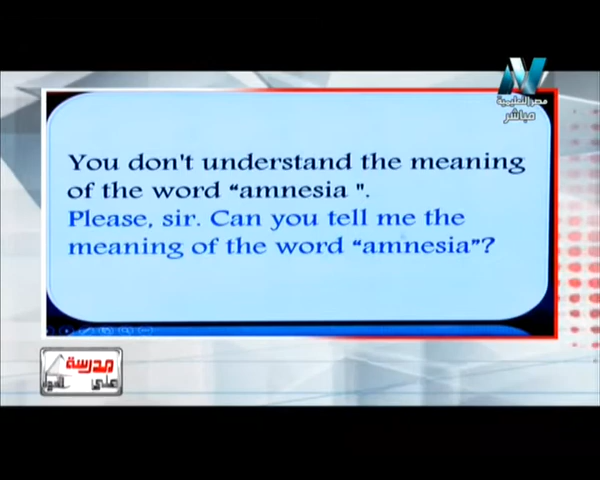 مصر التعليمية
مباشر
You don't understand the meaning
of the word “amnesia ".
Please, sir. Can you tell me the
meaning of the word “amnesia”?
مدرسة
على